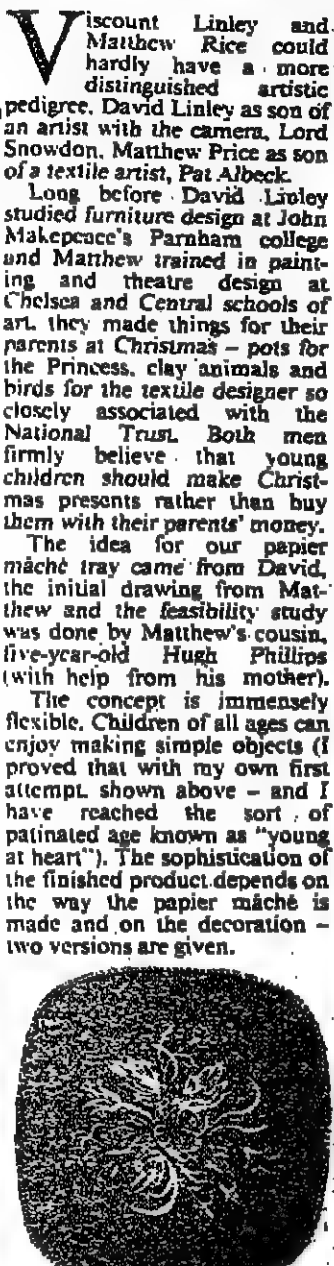 Viscount Linley and
Matthew Rice could
hardly have a more
distinguished artistic
pedigree. David Linley as son of
an artist with the camera, Lord
Snowdon. Matthew Price as son
of a textile artist, Pat Albeck.
Long before David Linley
studied furniture design at John
Makepeace's Parnham college
and Matthew trained in paint-
ing and theatre design at
Chelsea and Central schools of
art, they made things for their
parents at Christmas – pots for
the Princess, clay animals and
birds for the textile designer so
closely associated with the
National Trust. Both men
firmly believe that young
children should make Christ-
mas presents rather than buy
them with their parents' money.
The idea for our papier
mâché tray came from David,
the initial drawing from Mat-
thew and the feasibility study
was done by Matthew's cousin,
five-year-old Hugh Phillips
(with help from his mother).
The concept is immensely
flexible. Children of all ages can
enjoy making simple objects (I
proved that with my own first
attempt shown above – and I
have reached the sort of
patinated age known as "young
at heart"). The sophistication of
the finished product depends on
the way the papier mâché is
made and on the decoration –
two versions are given.